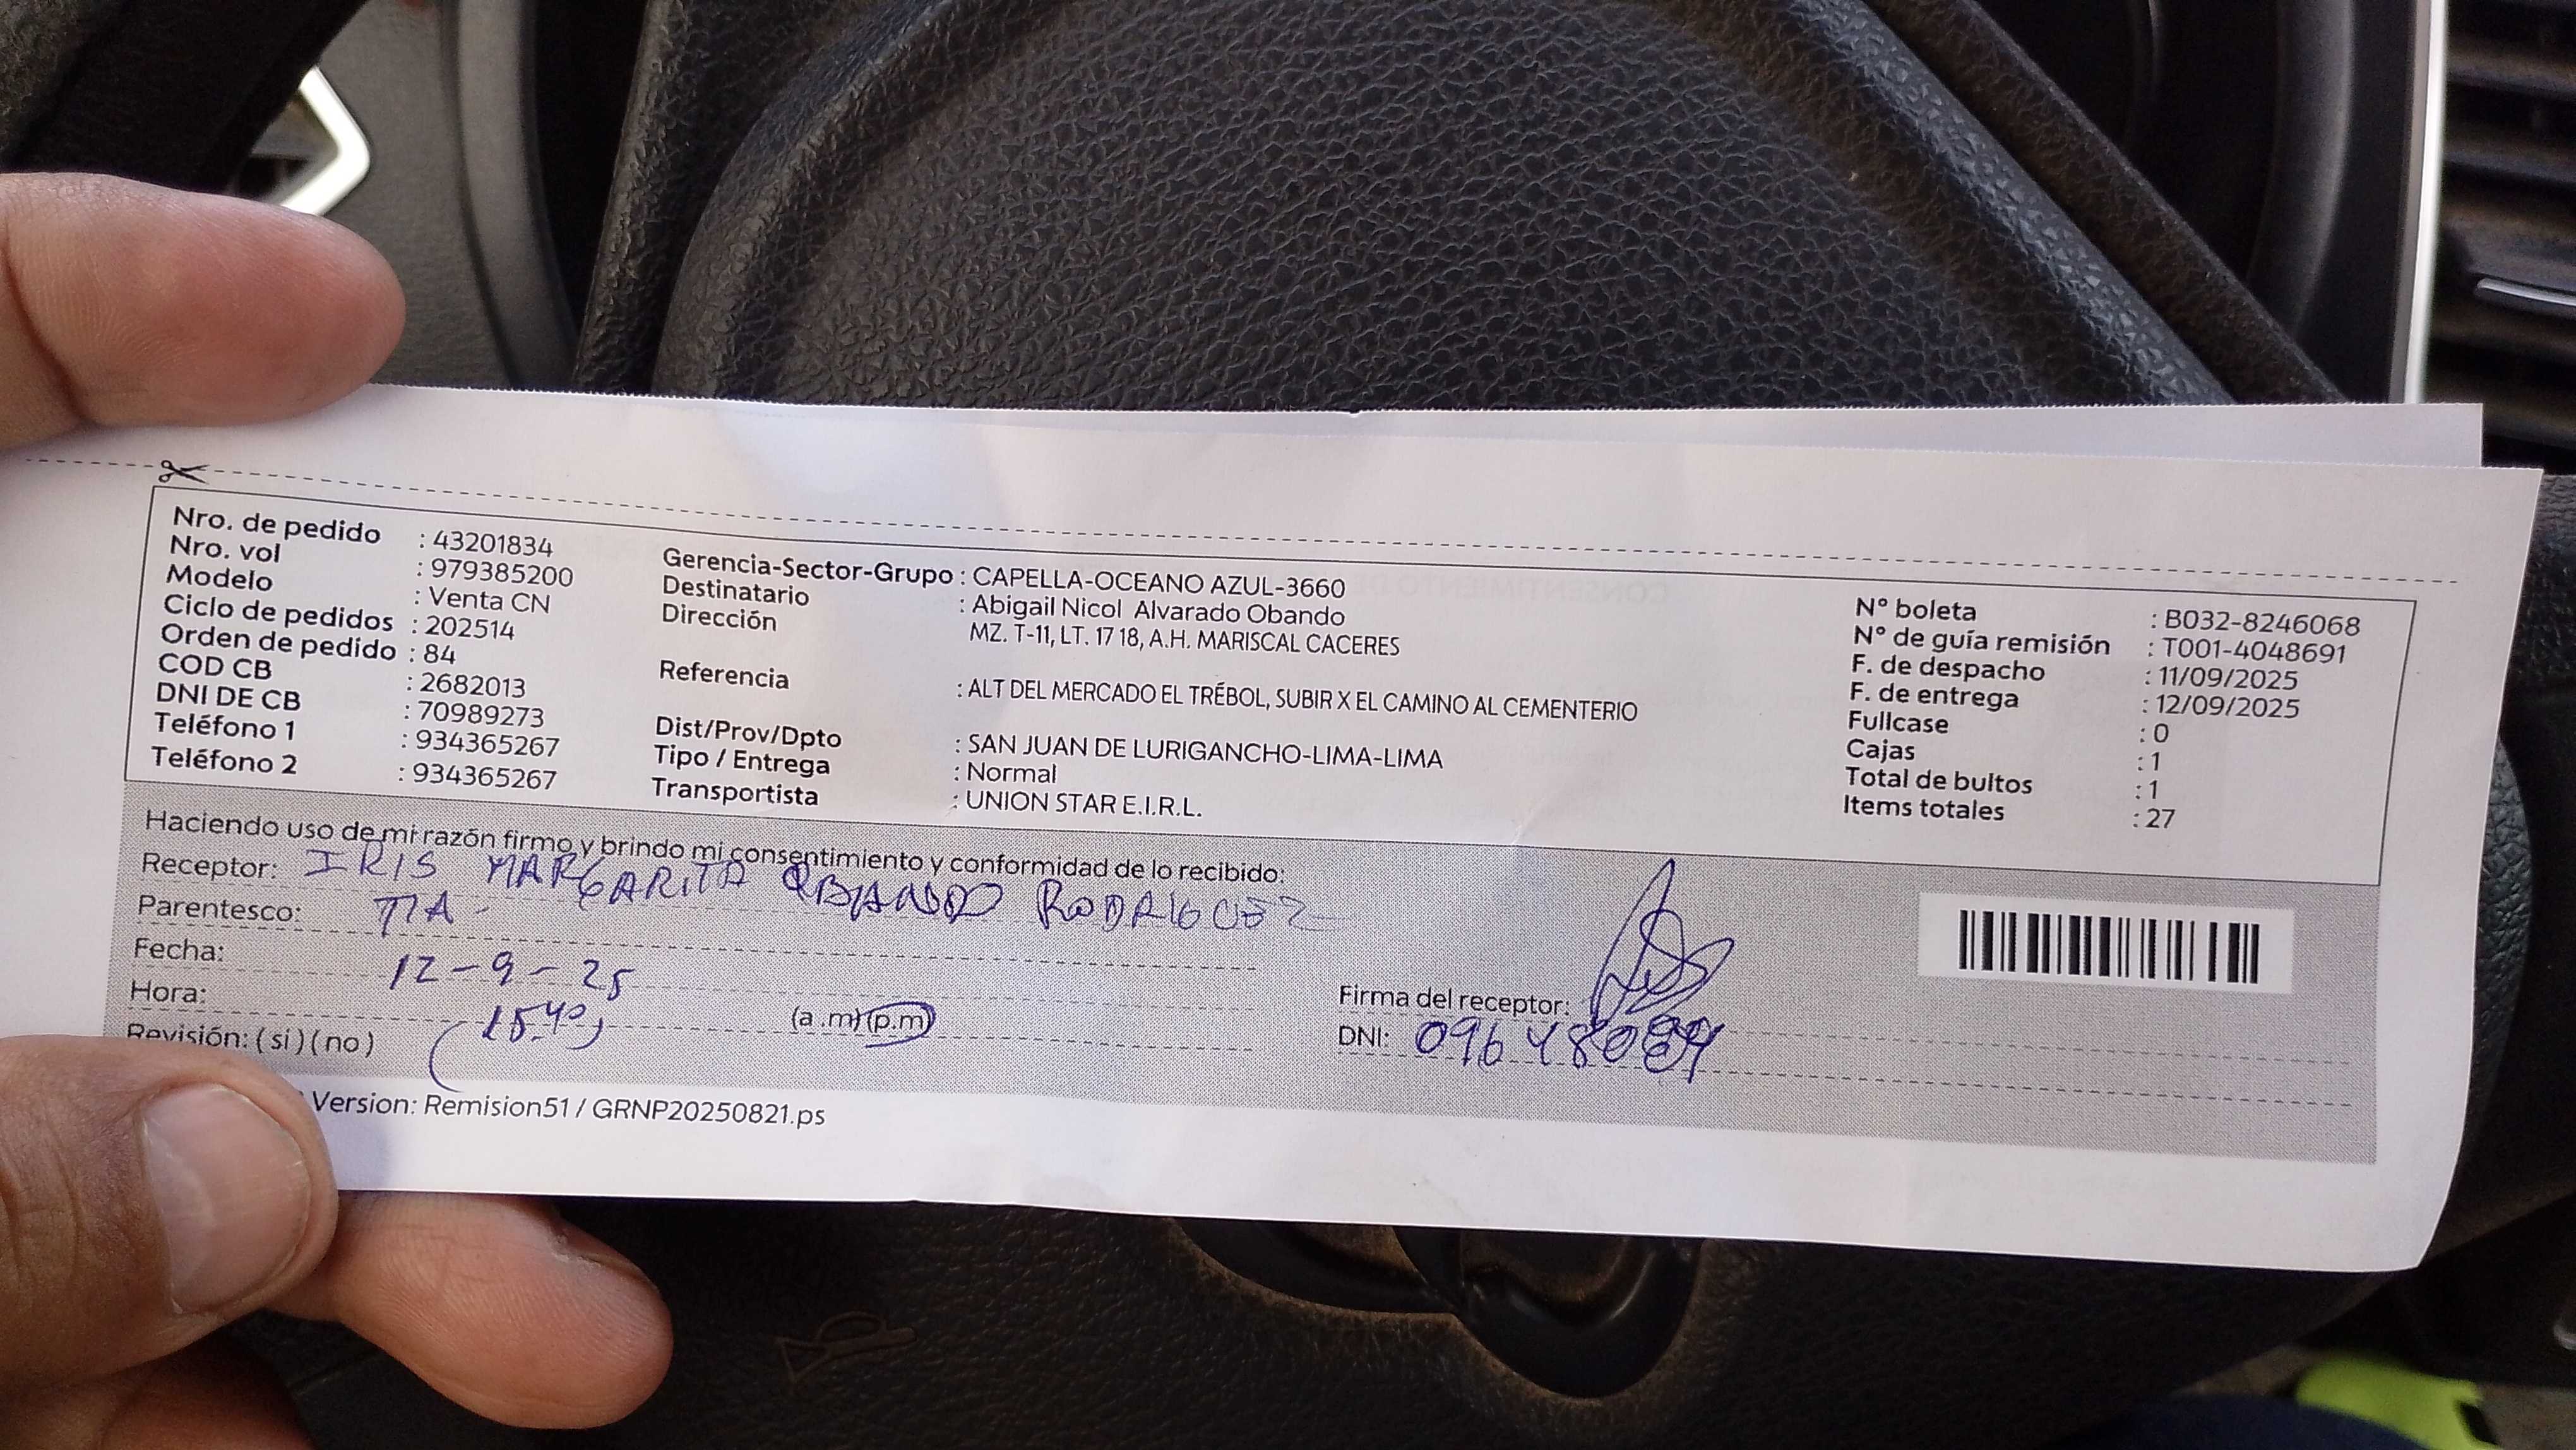 Nro. de pedido : 43201834
Nro. vol : 979385200
Modelo : Venta CN
Ciclo de pedidos : 202514
Orden de pedido : 84
COD CB : 2682013
DNI DE CB : 70989273
Teléfono 1 : 934365267
Teléfono 2 : 934365267
Gerencia-Sector-Grupo : CAPELLA-OCEANO AZUL-3660
Destinatario : Abigail Nicol Alvarado Obando
Dirección MZ. T-11, LT. 17 18, A.H. MARISCAL CACERES
Referencia : ALT DEL MERCADO EL TRÉBOL, SUBIR X EL CAMINO AL CEMENTERIO
Dist/Prov/Dpto : SAN JUAN DE LURIGANCHO-LIMA-LIMA
Tipo / Entrega : Normal
Transportista : UNION STAR E.I.R.L.
N° boleta : B032-8246068
N° de guía remisión : T001-4048691
F. de despacho : 11/09/2025
F. de entrega : 12/09/2025
Fullcase : 0
Cajas : 1
Total de bultos : 1
Items totales : 27
Haciendo uso de mi razón firmo y brindo mi consentimiento y conformidad de lo recibido:
Receptor: IRIS MARGARITA OBANDO RODRIGUEZ
Parentesco: TIA -
Fecha: 12-9-25
Hora: 15.40 (a .m) (p.m)
Revisión: ( si ) ( no )
Firma del receptor:
DNI:
Version: Remision51 / GRNP20250821.ps